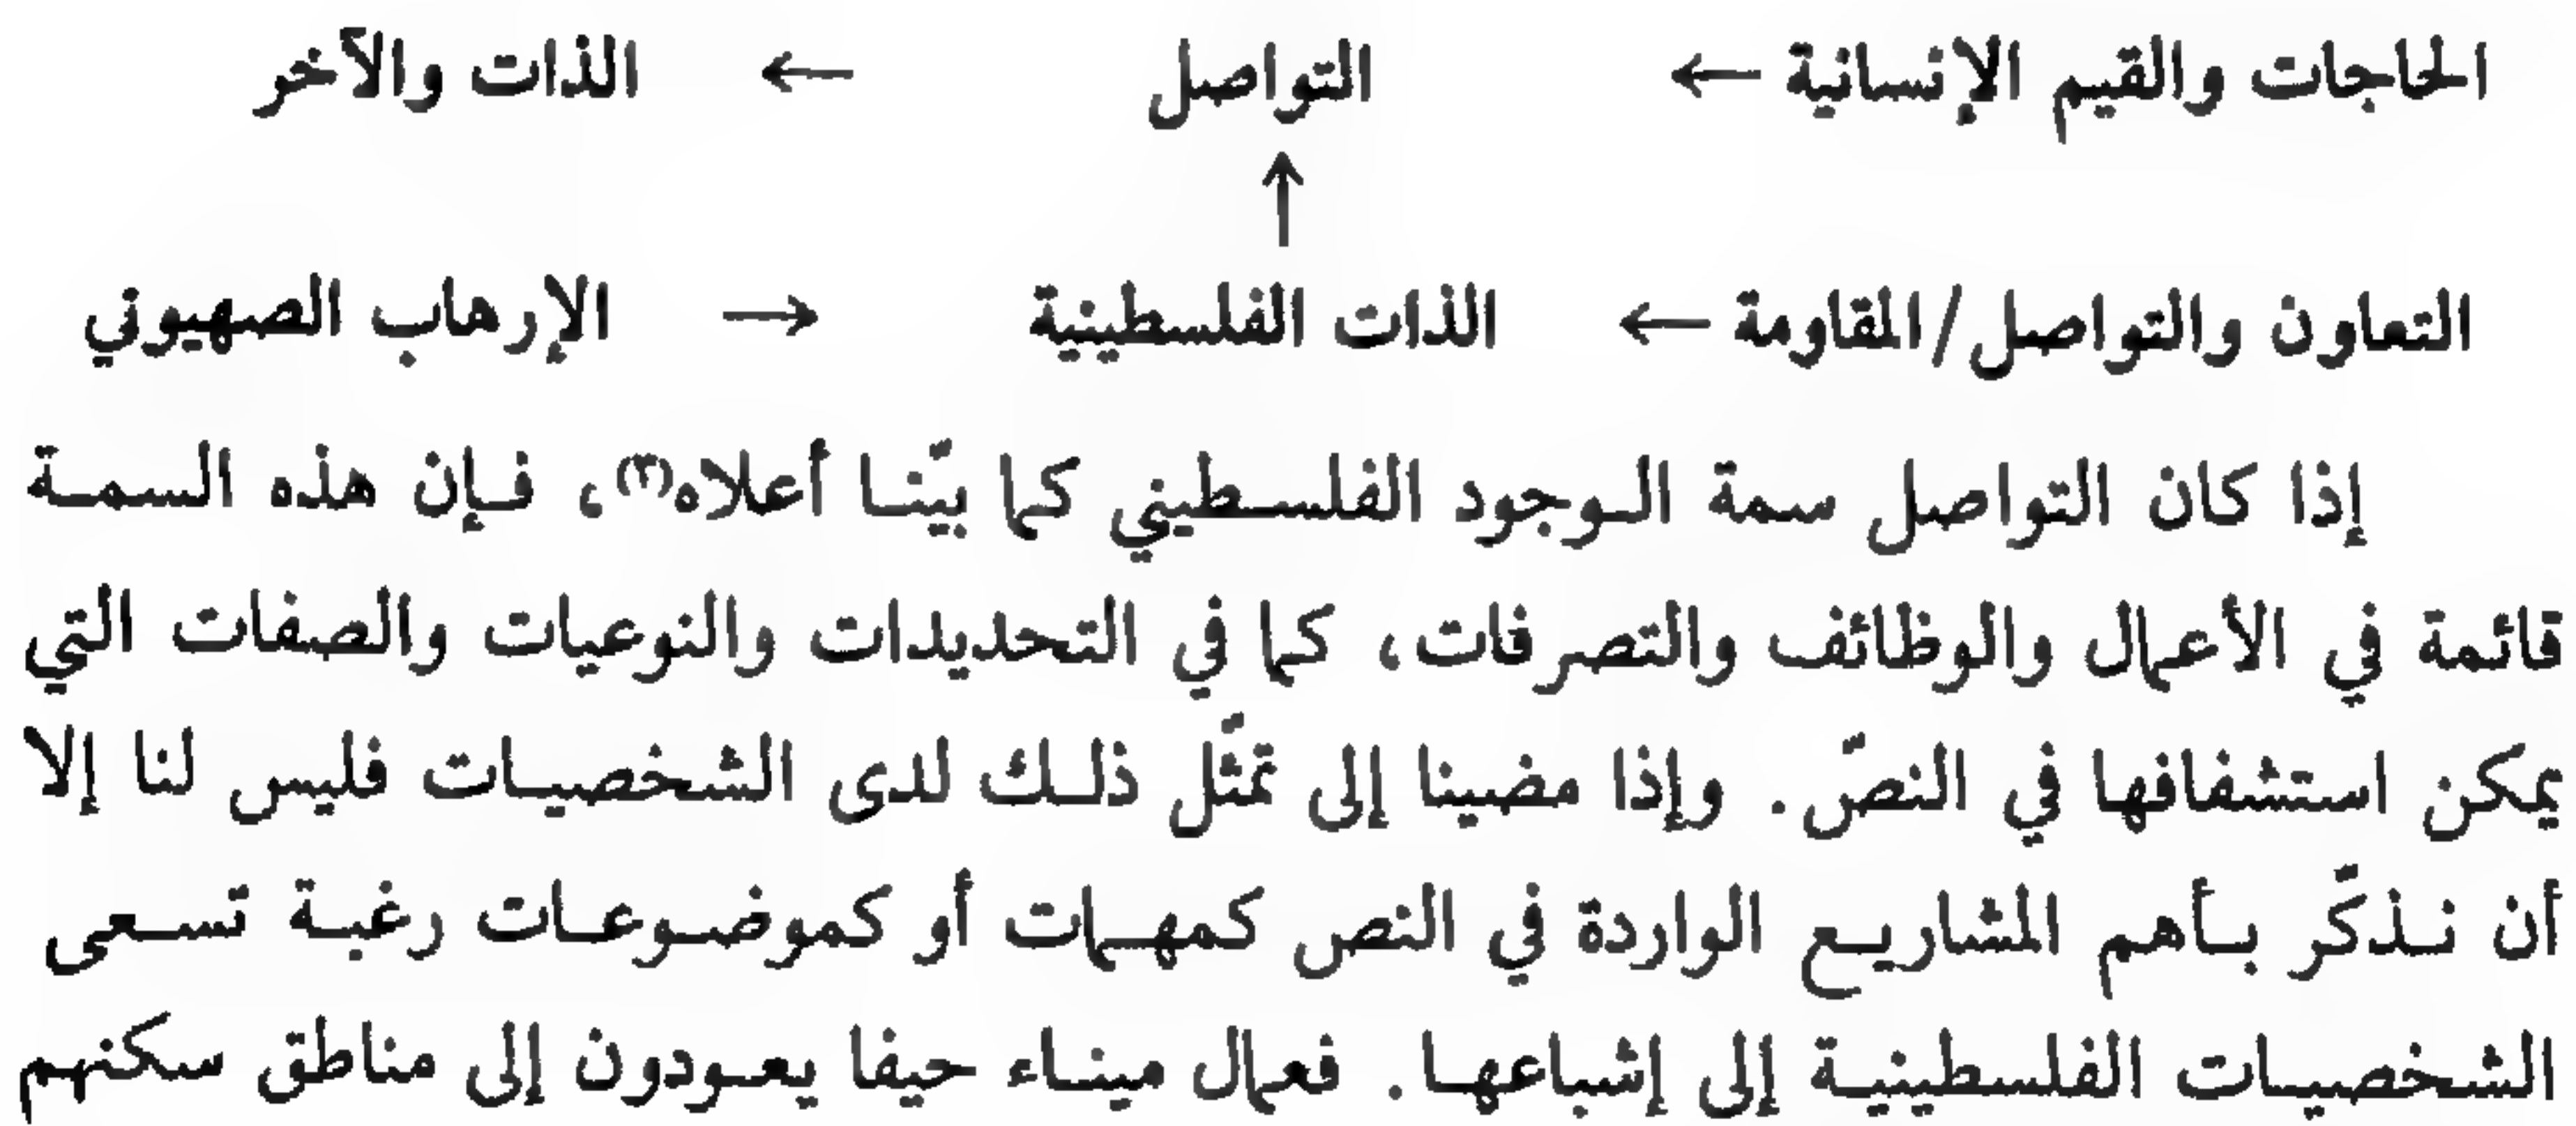 الحاجات والقيم الإنسانية ← التواصل ← الذات والآخر
↑
التعاون والتواصل/المقاومة ← الذات الفلسطينية → الإرهاب الصهيوني
إذا كان التواصل سمة الوجود الفلسطيني كما بيّنا أعلاه(٣)، فإن هذه السمة
قائمة في الأعمال والوظائف والتصرفات، كما في التحديدات والنوعيات والصفات التي
يمكن استشفافها في النصّ. وإذا مضينا إلى تمثّل ذلك لدى الشخصيات فليس لنا إلا
أن نذكّر بأهم المشاريع الواردة في النص كمهمات أو كموضوعات رغبة تسعى
الشخصيات الفلسطينية إلى إشباعها. فعمال ميناء حيفا يعودون إلى مناطق سكنهم